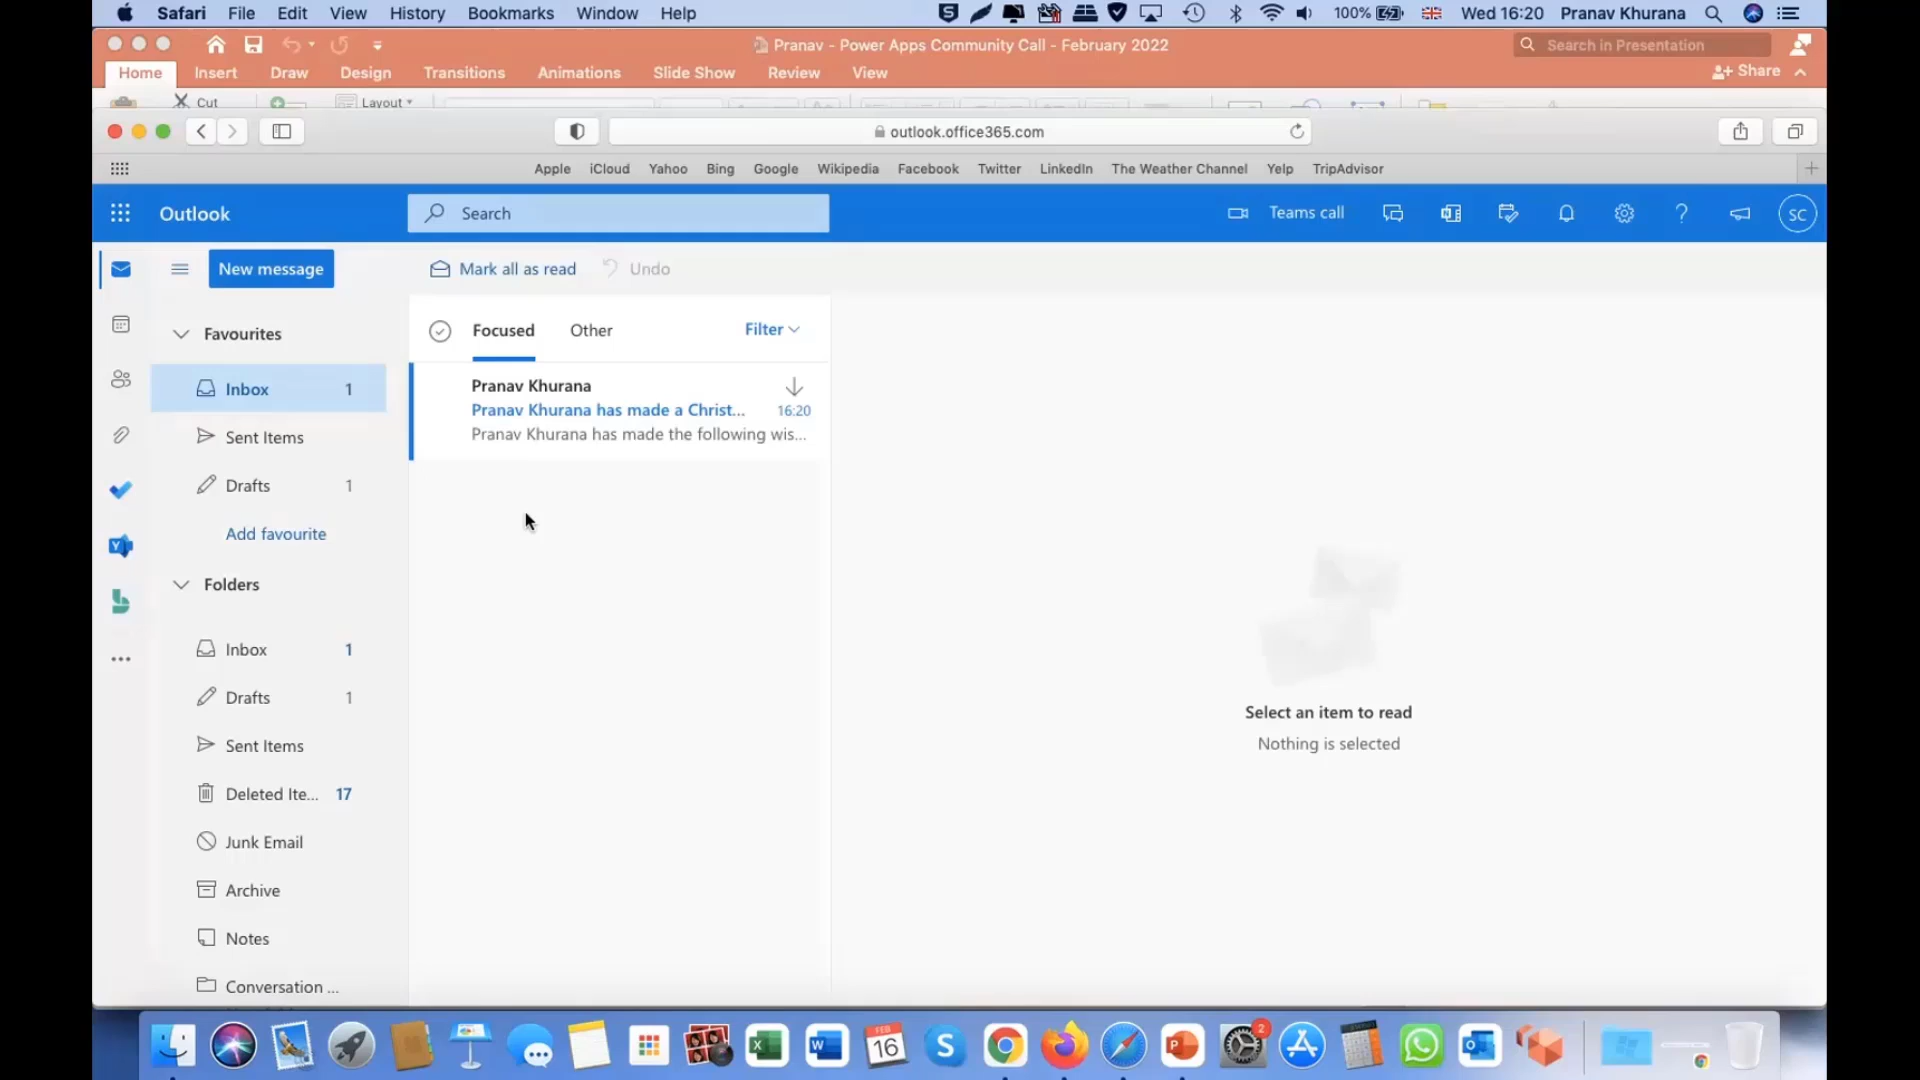 Safari File Edit View History Bookmarks Window Help 100% Wed 16:20 Pranav Khurana
Pranav - Power Apps Community Call - February 2022
Search in Presentation
Home Insert Draw Design Transitions Animations Slide Show Review View
Share
Cut Layout
outlook.office365.com
Apple iCloud Yahoo Bing Google Wikipedia Facebook Twitter LinkedIn The Weather Channel Yelp TripAdvisor
Outlook
Search
Teams call
SC
New message
Mark all as read
Undo
Favourites
Inbox 1
Sent Items
Drafts 1
Add favourite
Folders
Inbox 1
Drafts 1
Sent Items
Deleted Ite... 17
Junk Email
Archive
Notes
Conversation ...
Focused Other Filter
Pranav Khurana
Pranav Khurana has made a Christ... 16:20
Pranav Khurana has made the following wis...
Select an item to read
Nothing is selected
FEB
16
2